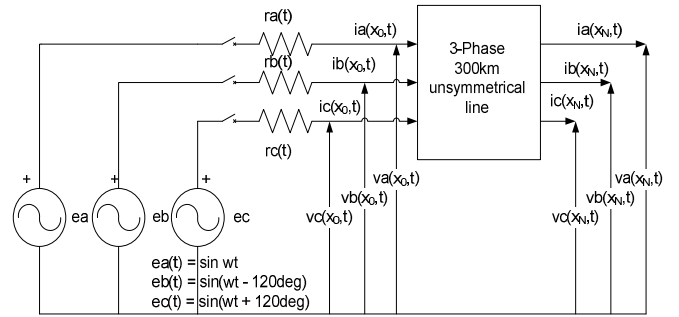 ra(t)
ia(x0,t)
rb(t)
ib(x0,t)
rc(t)
ic(x0,t)
3-Phase
300km
unsymmetrical
line
ia(xN,t)
ib(xN,t)
ic(xN,t)
va(x0,t)
vb(x0,t)
vc(x0,t)
va(xN,t)
vb(xN,t)
vc(xN,t)
+
+
+
ea
eb
ec
ea(t) = sin wt
eb(t) = sin(wt - 120deg)
ec(t) = sin(wt + 120deg)